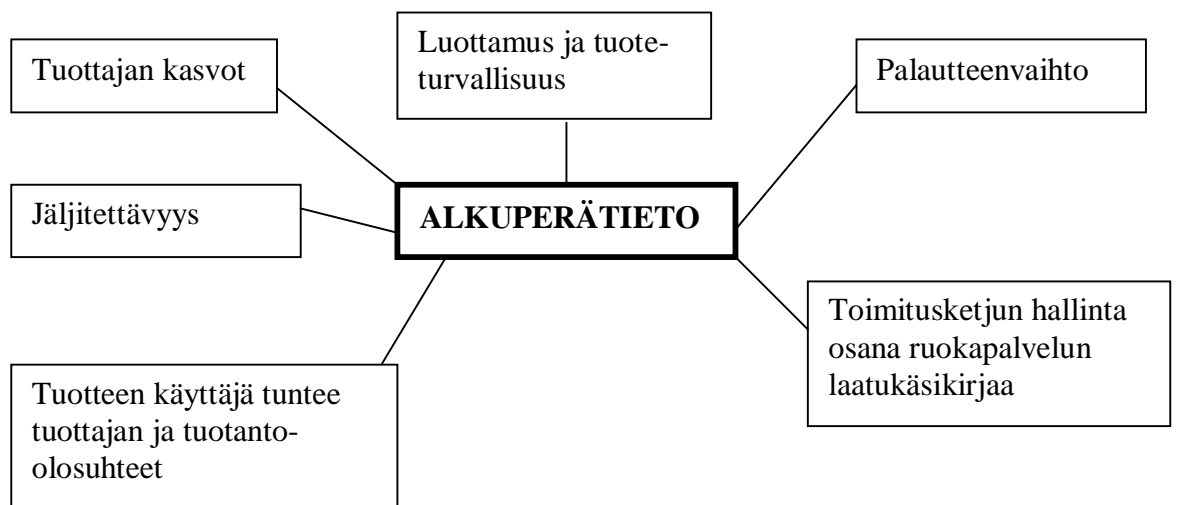 Luottamus ja tuote-
turvallisuus
Tuottajan kasvot
Palautteenvaihto
Jäljitettävyys
ALKUPERÄTIETO
Toimitusketjun hallinta
osana ruokapalvelun
laatukäsikirjaa
Tuotteen käyttäjä tuntee
tuottajan ja tuotanto-
olosuhteet